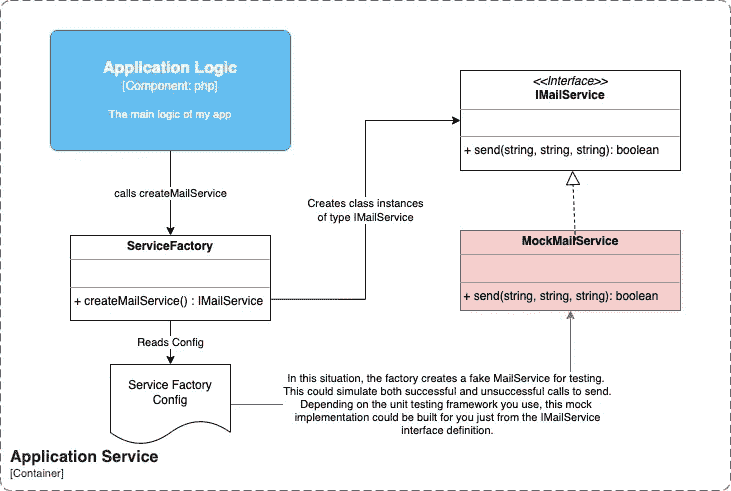 Application Logic
[Component: php]
The main logic of my app
<<Interface>>
IMailService
+ send(string, string, string): boolean
calls createMailService
Creates class instances
of type IMailService
ServiceFactory
+ createMailService() : IMailService
MockMailService
+ send(string, string, string): boolean
Reads Config
Service Factory
Config
In this situation, the factory creates a fake MailService for testing.
This could simulate both successful and unsuccessful calls to send.
Depending on the unit testing framework you use, this mock
implementation could be built for you just from the IMailService
interface definition.
Application Service
[Container]